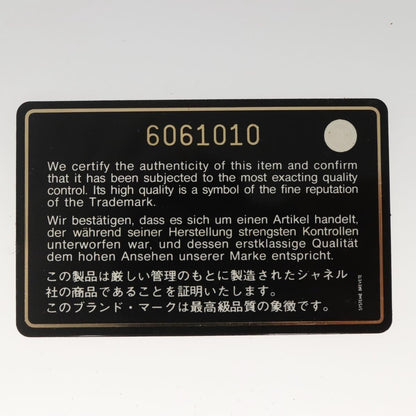 6061010
We certify the authenticity of this item and confirm
that it has been subjected to the most exacting quality
control. Its high quality is a symbol of the fine reputation
of the Trademark.
Wir bestätigen, dass es sich um einen Artikel handelt,
der während seiner Herstellung strengsten Kontrollen
unterworfen war, und dessen erstklassige Qualität
dem hohen Ansehen unserer Marke entspricht.
この製品は厳しい管理のもとに製造されたシャネル
社の商品であることを証明いたします。
このブランド・マークは最高級品質の象徴です。
SYSTEME BREVETE